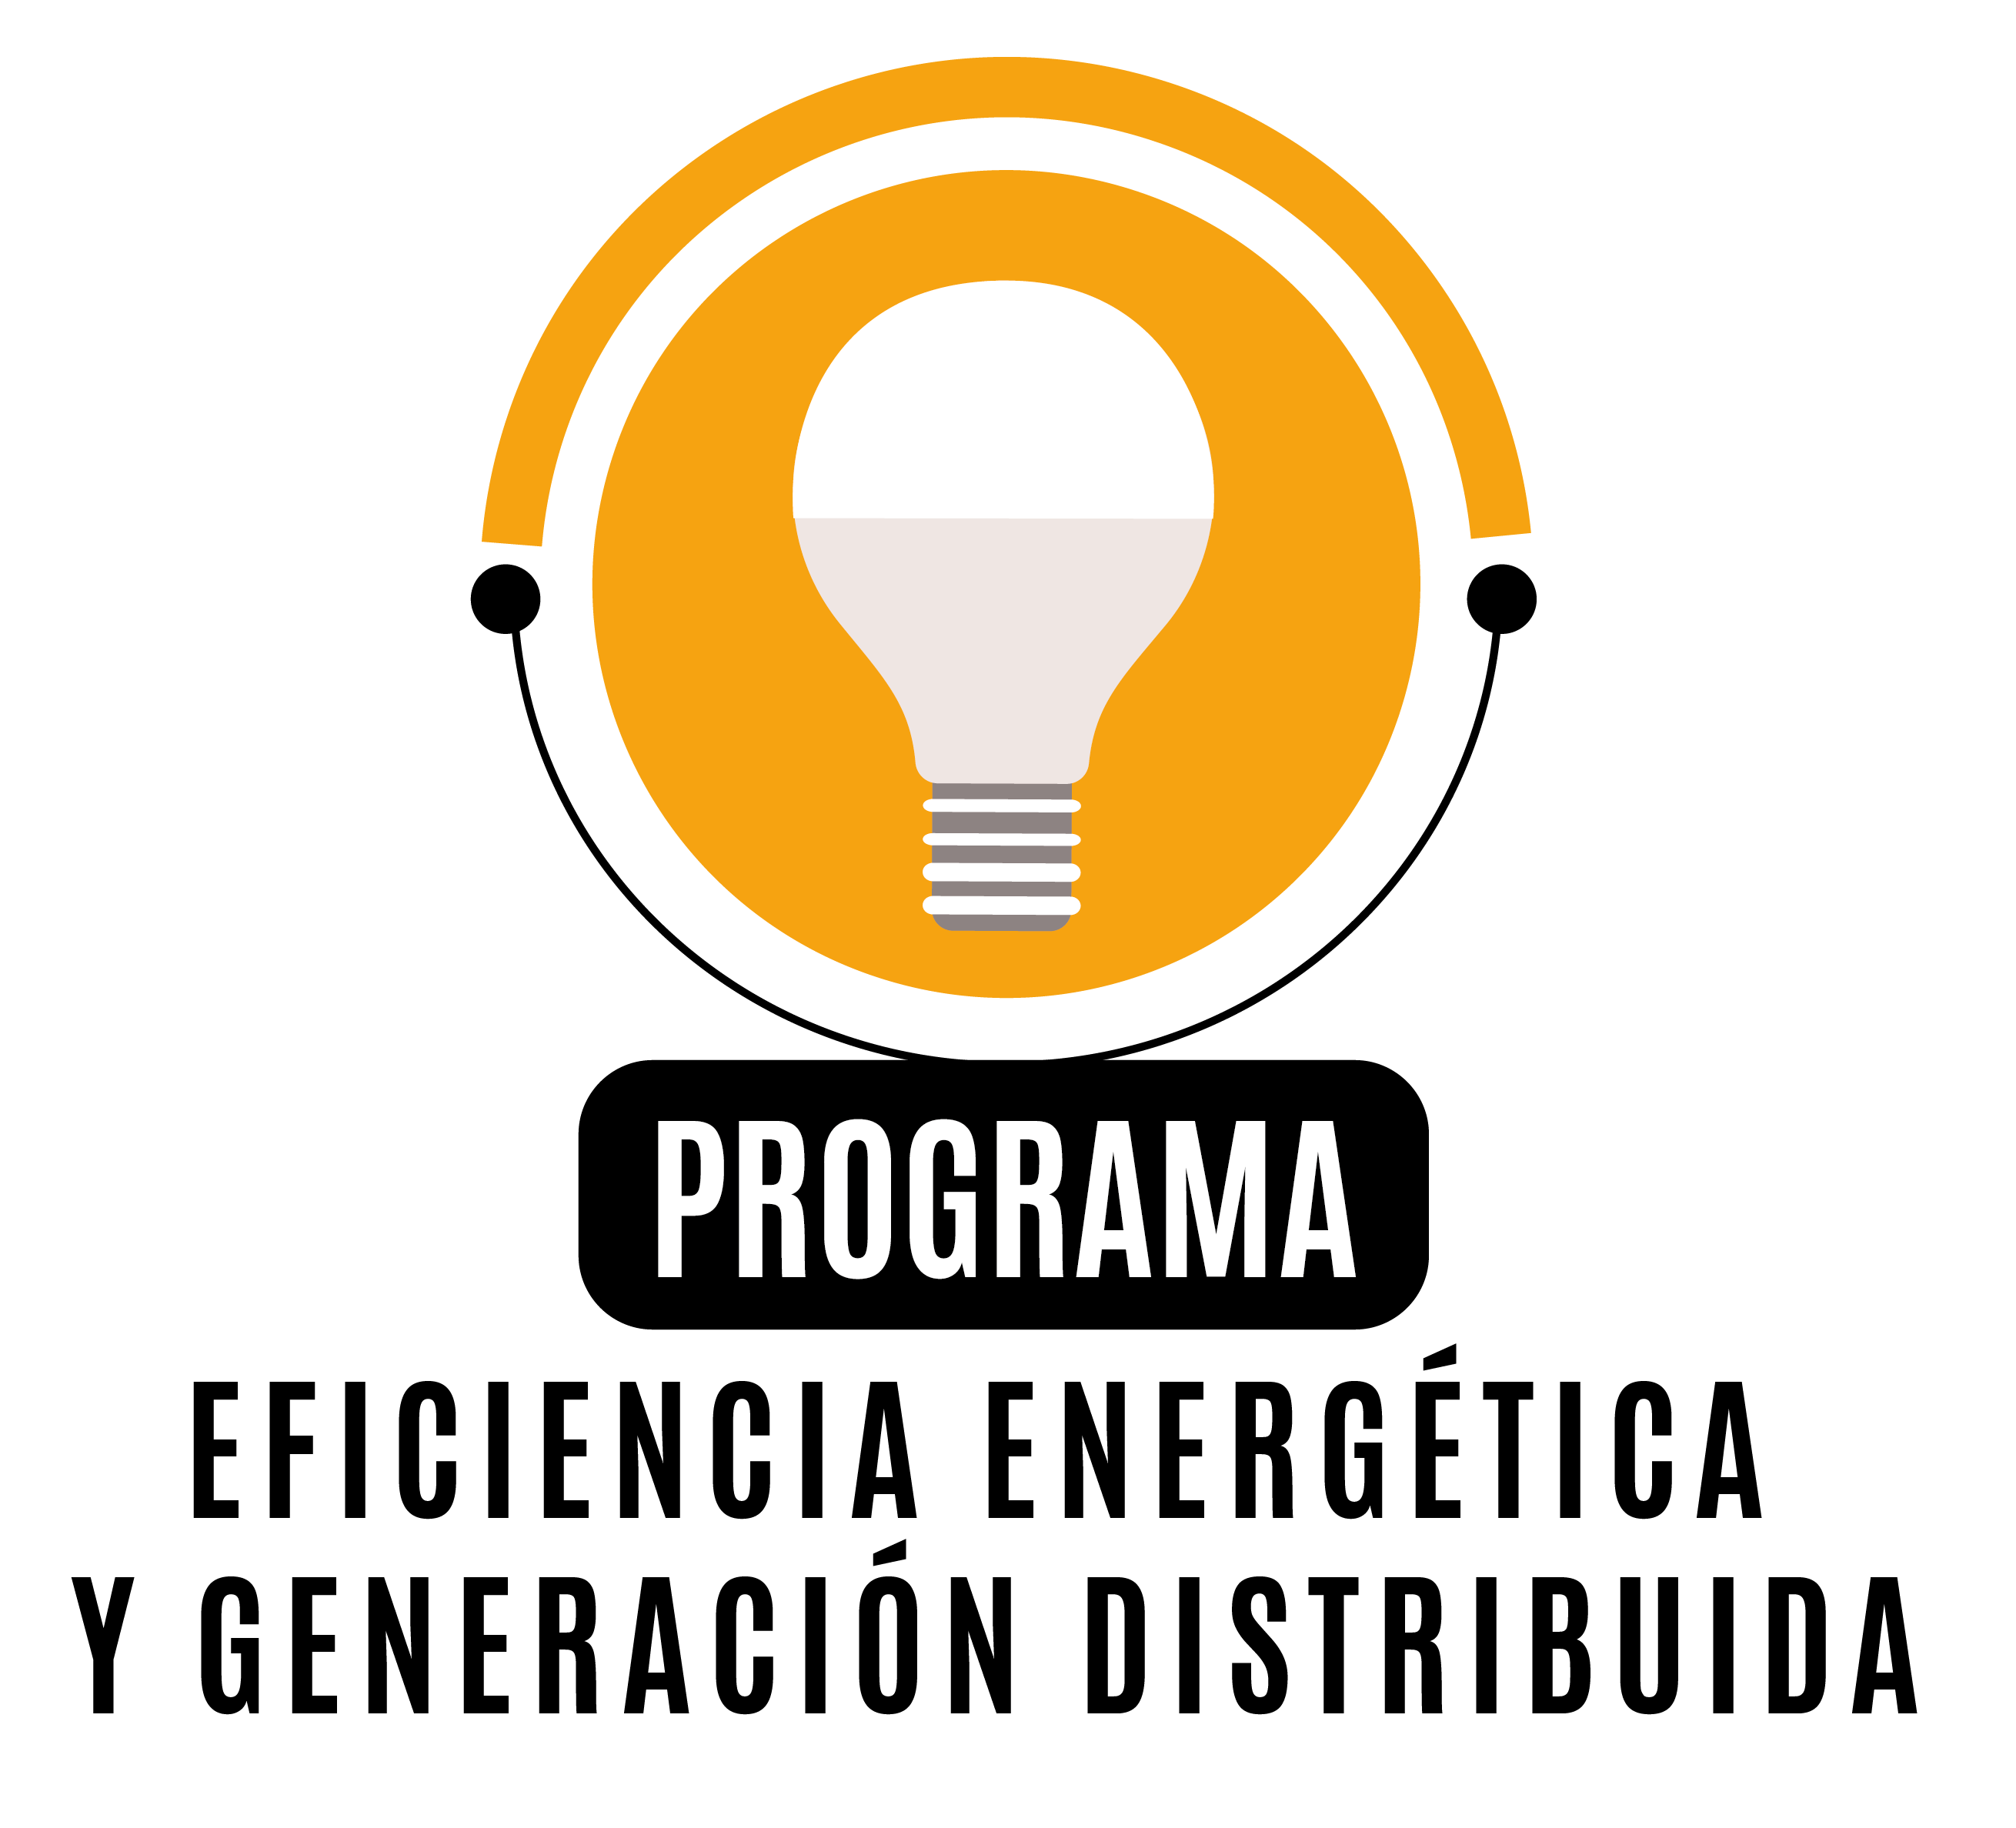 PROGRAMA
EFICIENCIA ENERGÉTICA
Y GENERACIÓN DISTRIBUIDA